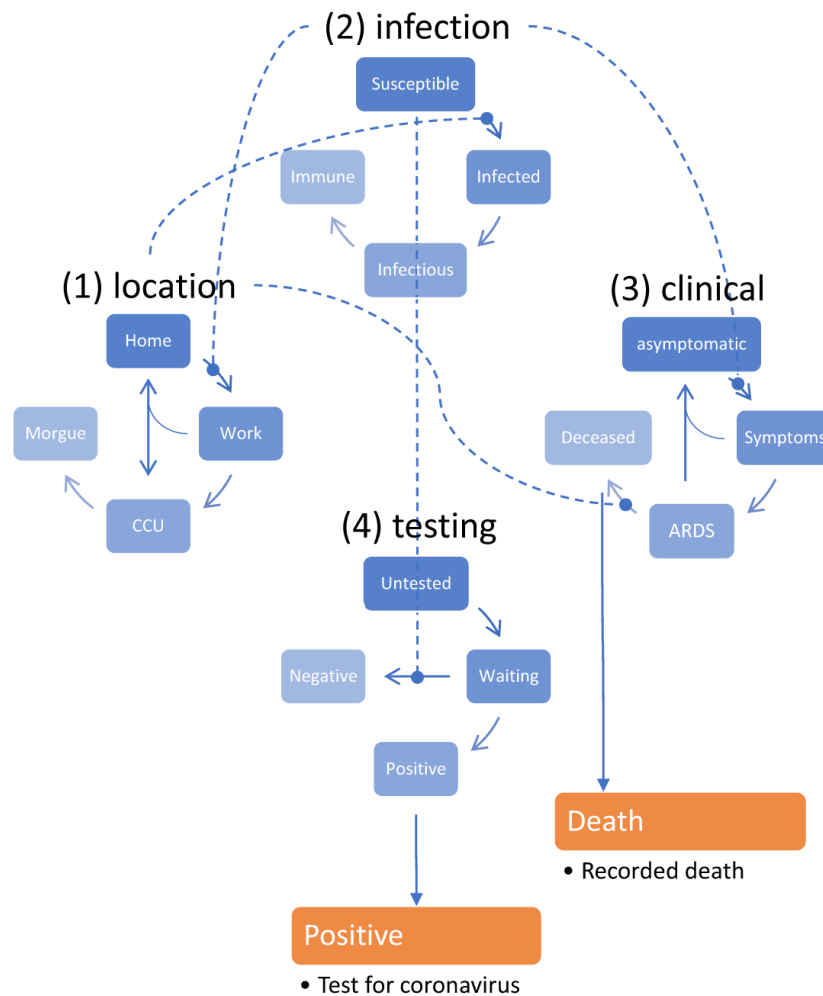 (2) infection
Susceptible
Immune
Infected
Infectious
(1) location
Home
Morgue
Work
CCU
(3) clinical
asymptomatic
Deceased
Symptoms
ARDS
(4) testing
Untested
Negative
Waiting
Positive
Death
• Recorded death
Positive
• Test for coronavirus